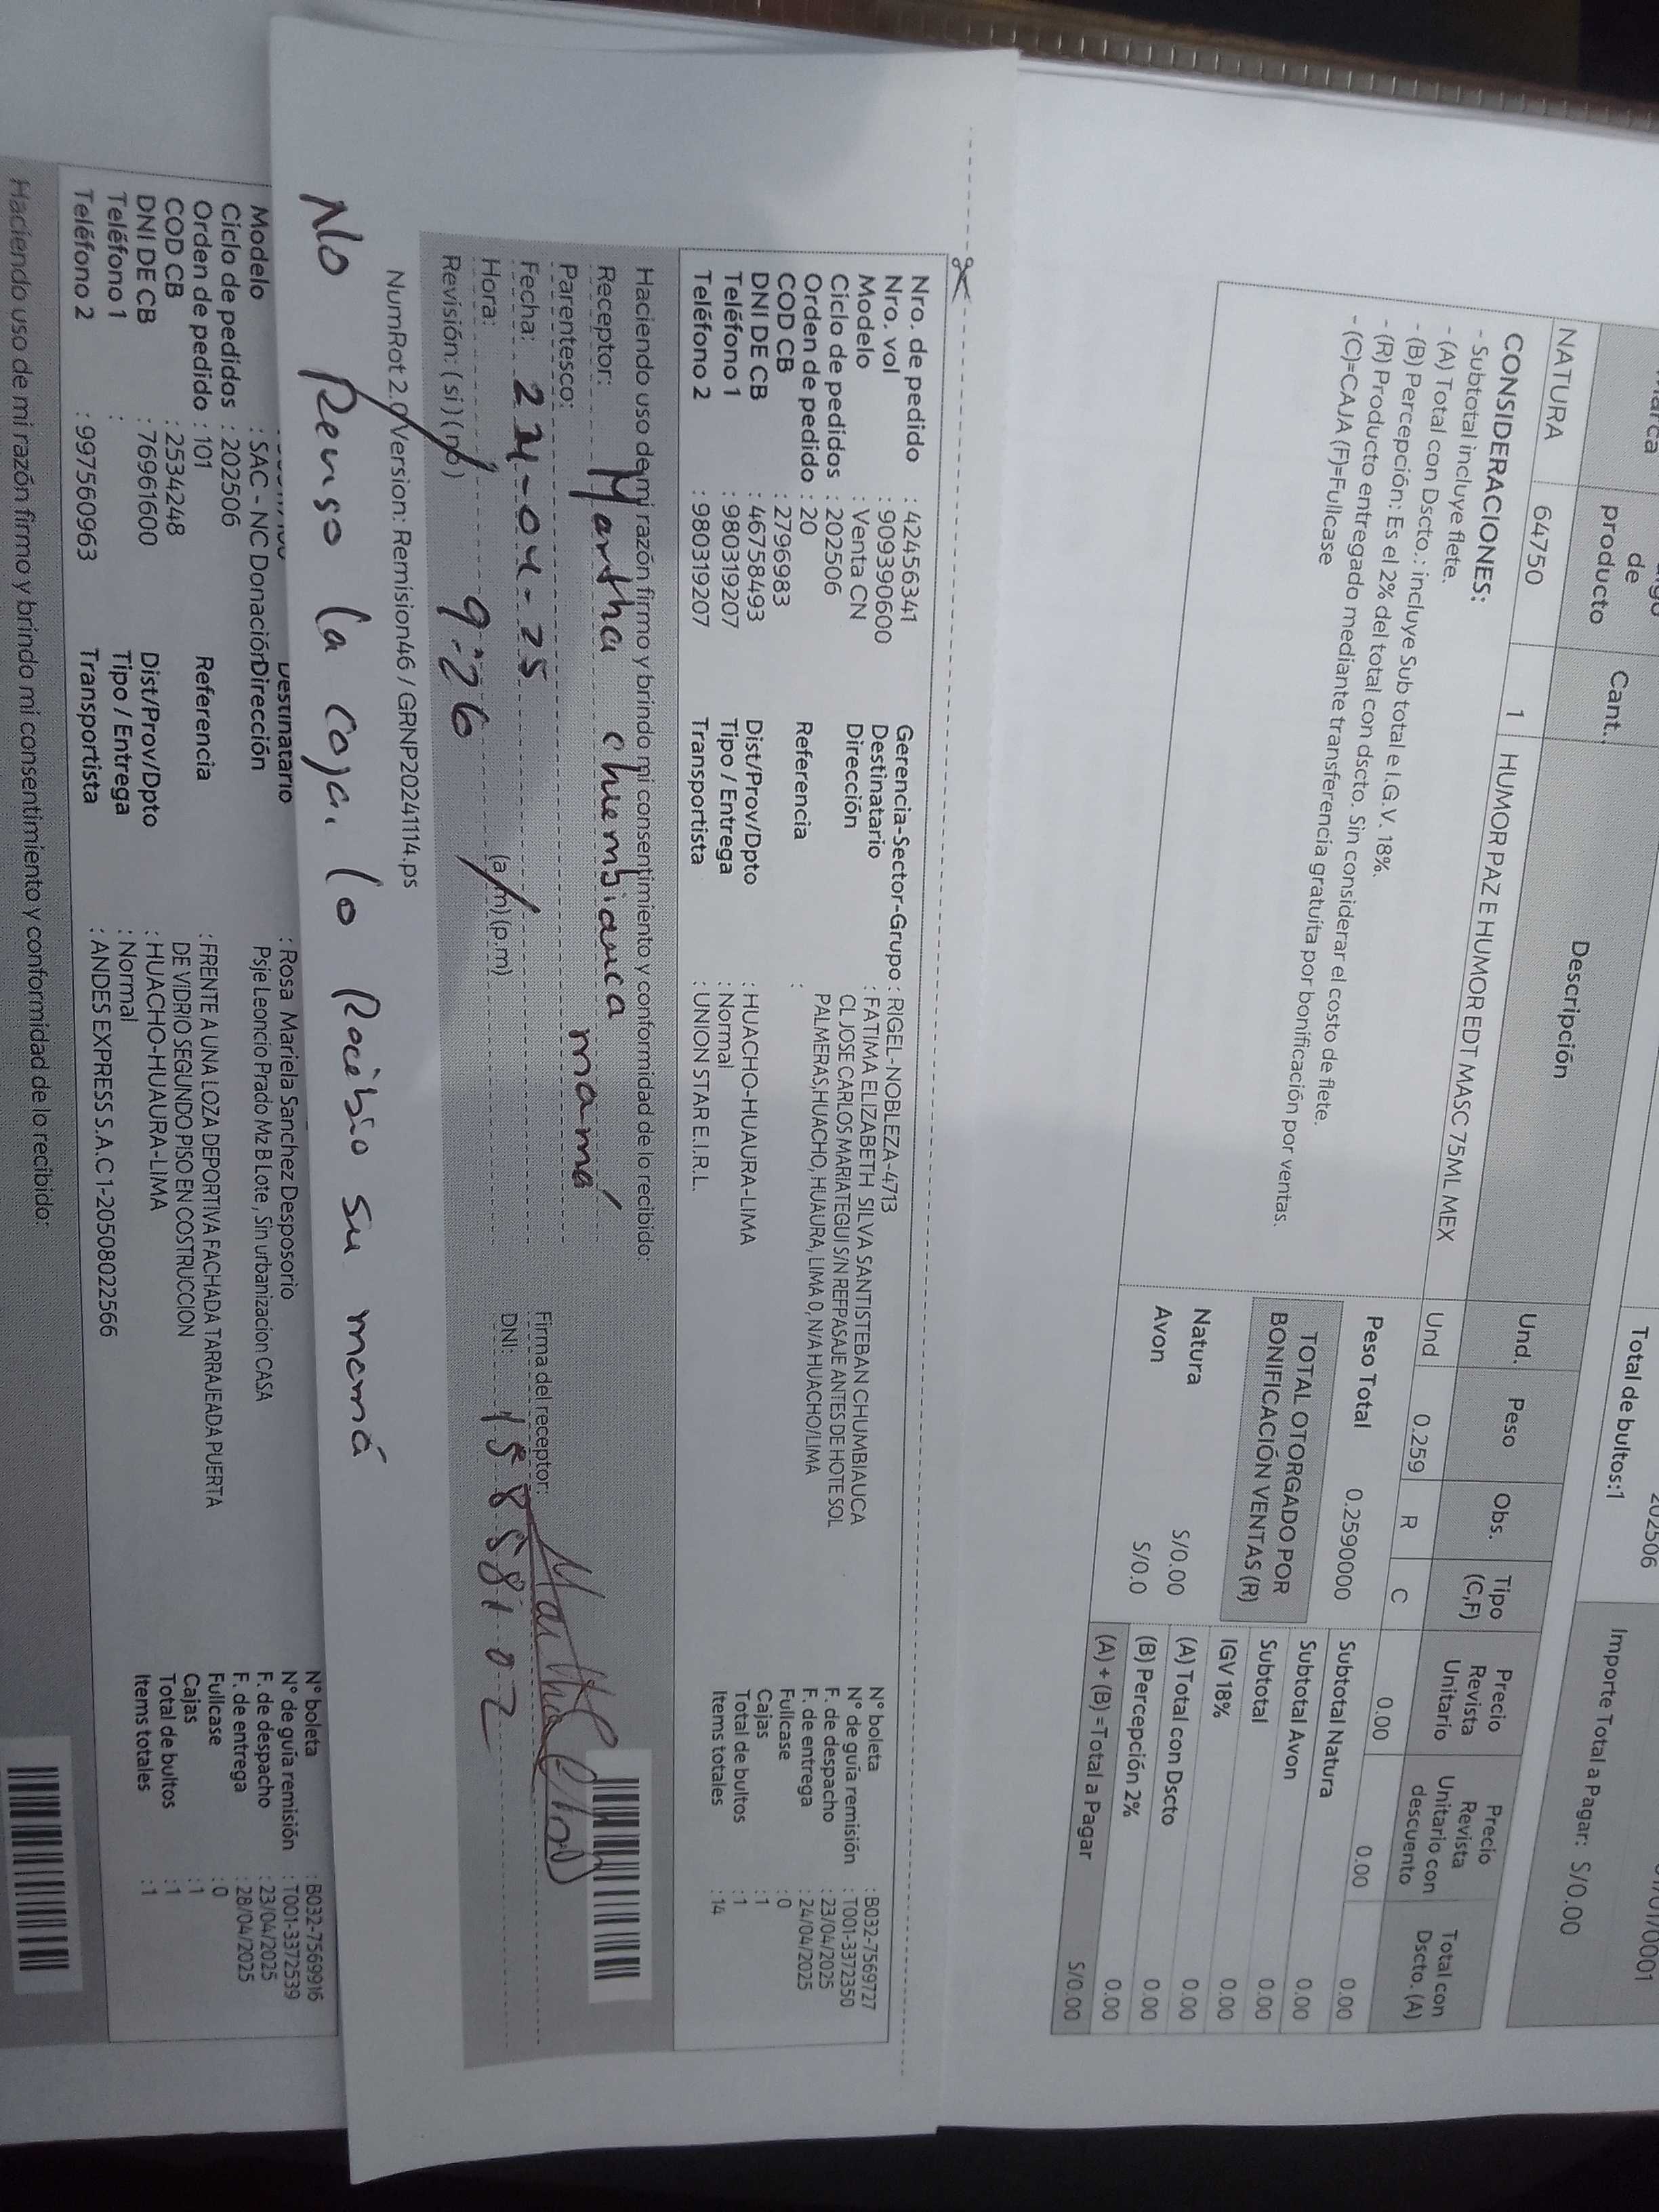 202506
01/01/0001
Total de bultos:1
Importe Total a Pagar: S/0.00
de producto
Cant.
Descripción
Und.
Peso
Obs.
Tipo (C,F)
Precio Revista Unitario
Precio Revista Unitario con descuento
Total con Dscto. (A)
NATURA 64750 1 HUMOR PAZ E HUMOR EDT MASC 75ML MEX Und 0.259 R C 0.00 0.00 0.00
CONSIDERACIONES:
- Subtotal incluye flete.
- (A) Total con Dscto. : incluye Sub total e I.G.V. 18%.
- (B) Percepción: Es el 2% del total con dscto. Sin considerar el costo de flete.
- (R) Producto entregado mediante transferencia gratuita por bonificación por ventas.
- (C)=CAJA (F)=Fullcase
Peso Total 0.2590000
TOTAL OTORGADO POR
BONIFICACIÓN VENTAS (R)
Natura S/0.00
Avon S/0.0
Subtotal Natura
Subtotal Avon 0.00
Subtotal 0.00
IGV 18% 0.00
(A) Total con Dscto 0.00
(B) Percepción 2% 0.00
(A) + (B) =Total a Pagar S/0.00
Nro. de pedido : 42456341
Nro. vol : 909390600
Modelo : Venta CN
Ciclo de pedidos : 202506
Orden de pedido : 20
COD CB : 2796983
DNI DE CB : 46758493
Teléfono 1 : 980319207
Teléfono 2 : 980319207
Gerencia-Sector-Grupo : RIGEL-NOBLEZA-4713
Destinatario : FATIMA ELIZABETH SILVA SANTISTEBAN CHUMBIAUCA
Dirección CL JOSE CARLOS MARIATEGUI S/N REFPASAJE ANTES DE HOTE SOL
PALMERAS,HUACHO, HUAURA, LIMA 0, N/A HUACHO/LIMA
Referencia :
Dist/Prov/Dpto : HUACHO-HUAURA-LIMA
Tipo / Entrega : Normal
Transportista : UNION STAR E.I.R.L.
N° boleta : B032-7569727
N° de guía remisión : T001-3372350
F. de despacho : 23/04/2025
F. de entrega : 24/04/2025
Fullcase : 0
Cajas : 1
Total de bultos : 1
Items totales : 14
Haciendo uso de mi razón firmo y brindo mi consentimiento y conformidad de lo recibido:
Receptor: Martha chumbiauca
Parentesco: mamá
Fecha: 24-04-25
Hora: 9:26 (a.m) (p.m)
Revisión: ( si ) ( no )
Firma del receptor:
DNI: 15858102
NumRot 2.0/Version: Remision46 / GRNP20241114.ps
No Renso la Caja. lo Recibio su mamá
Destinatario : Rosa Mariela Sanchez Desposorio
Modelo : SAC - NC Donación
Dirección Psje Leoncio Prado Mz B Lote , Sin urbanizacion CASA
Ciclo de pedidos : 202506
Orden de pedido : 101
COD CB : 2534248
DNI DE CB : 76961600
Teléfono 1 :
Teléfono 2 : 997560963
Referencia : FRENTE A UNA LOZA DEPORTIVA FACHADA TARRAJEADA PUERTA
DE VIDRIO SEGUNDO PISO EN COSTRUCCION
Dist/Prov/Dpto : HUACHO-HUAURA-LIMA
Tipo / Entrega : Normal
Transportista : ANDES EXPRESS S.A.C 1-20508022566
N° boleta : B032-7569916
N° de guía remisión : T001-3372539
F. de despacho : 23/04/2025
F. de entrega : 28/04/2025
Fullcase : 0
Cajas : 1
Total de bultos : 1
Items totales : 1
Haciendo uso de mi razón firmo y brindo mi consentimiento y conformidad de lo recibido: